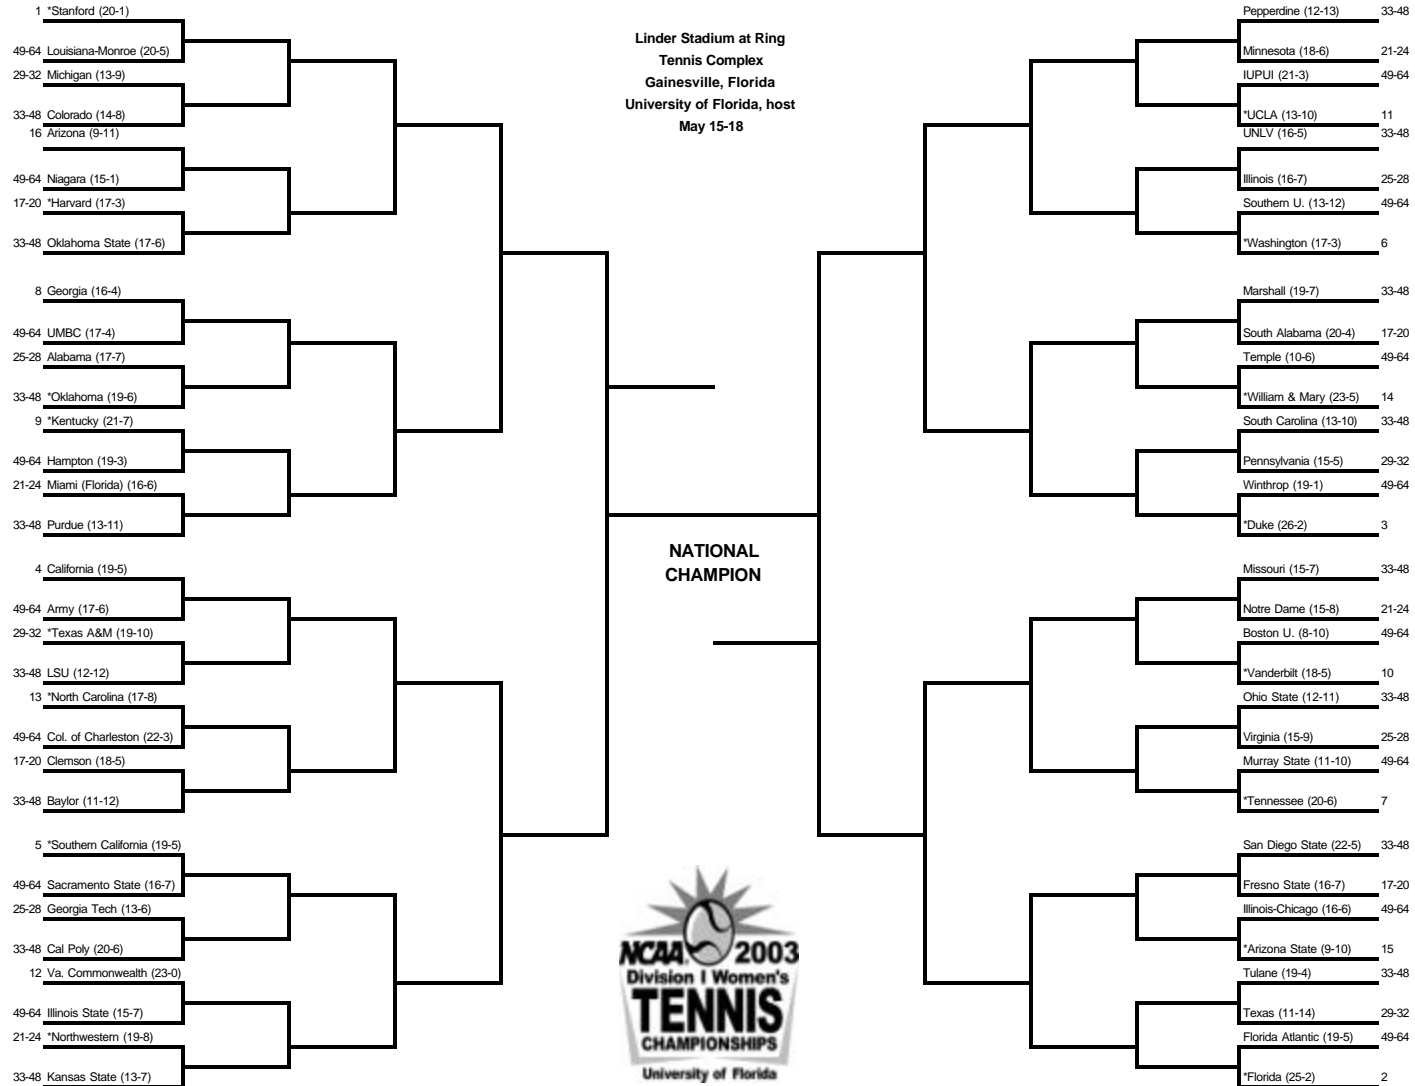 1 *Stanford (20-1)
49-64 Louisiana-Monroe (20-5)
29-32 Michigan (13-9)
33-48 Colorado (14-8)
16 Arizona (9-11)
49-64 Niagara (15-1)
17-20 *Harvard (17-3)
33-48 Oklahoma State (17-6)
8 Georgia (16-4)
49-64 UMBC (17-4)
25-28 Alabama (17-7)
33-48 *Oklahoma (19-6)
9 *Kentucky (21-7)
49-64 Hampton (19-3)
21-24 Miami (Florida) (16-6)
33-48 Purdue (13-11)
4 California (19-5)
49-64 Army (17-6)
29-32 *Texas A&M (19-10)
33-48 LSU (12-12)
13 *North Carolina (17-8)
49-64 Col. of Charleston (22-3)
17-20 Clemson (18-5)
33-48 Baylor (11-12)
5 *Southern California (19-5)
49-64 Sacramento State (16-7)
25-28 Georgia Tech (13-6)
33-48 Cal Poly (20-6)
12 Va. Commonwealth (23-0)
49-64 Illinois State (15-7)
21-24 *Northwestern (19-8)
33-48 Kansas State (13-7)
Linder Stadium at Ring
Tennis Complex
Gainesville, Florida
University of Florida, host
May 15-18
NATIONAL
CHAMPION
NCAA 2003
Division I Women's
TENNIS
CHAMPIONSHIPS
University of Florida
Pepperdine (12-13) 33-48
Minnesota (18-6) 21-24
IUPUI (21-3) 49-64
*UCLA (13-10) 11
UNLV (16-5) 33-48
Illinois (16-7) 25-28
Southern U. (13-12) 49-64
*Washington (17-3) 6
Marshall (19-7) 33-48
South Alabama (20-4) 17-20
Temple (10-6) 49-64
*William & Mary (23-5) 14
South Carolina (13-10) 33-48
Pennsylvania (15-5) 29-32
Winthrop (19-1) 49-64
*Duke (26-2) 3
Missouri (15-7) 33-48
Notre Dame (15-8) 21-24
Boston U. (8-10) 49-64
*Vanderbilt (18-5) 10
Ohio State (12-11) 33-48
Virginia (15-9) 25-28
Murray State (11-10) 49-64
*Tennessee (20-6) 7
San Diego State (22-5) 33-48
Fresno State (16-7) 17-20
Illinois-Chicago (16-6) 49-64
*Arizona State (9-10) 15
Tulane (19-4) 33-48
Texas (11-14) 29-32
Florida Atlantic (19-5) 49-64
*Florida (25-2) 2